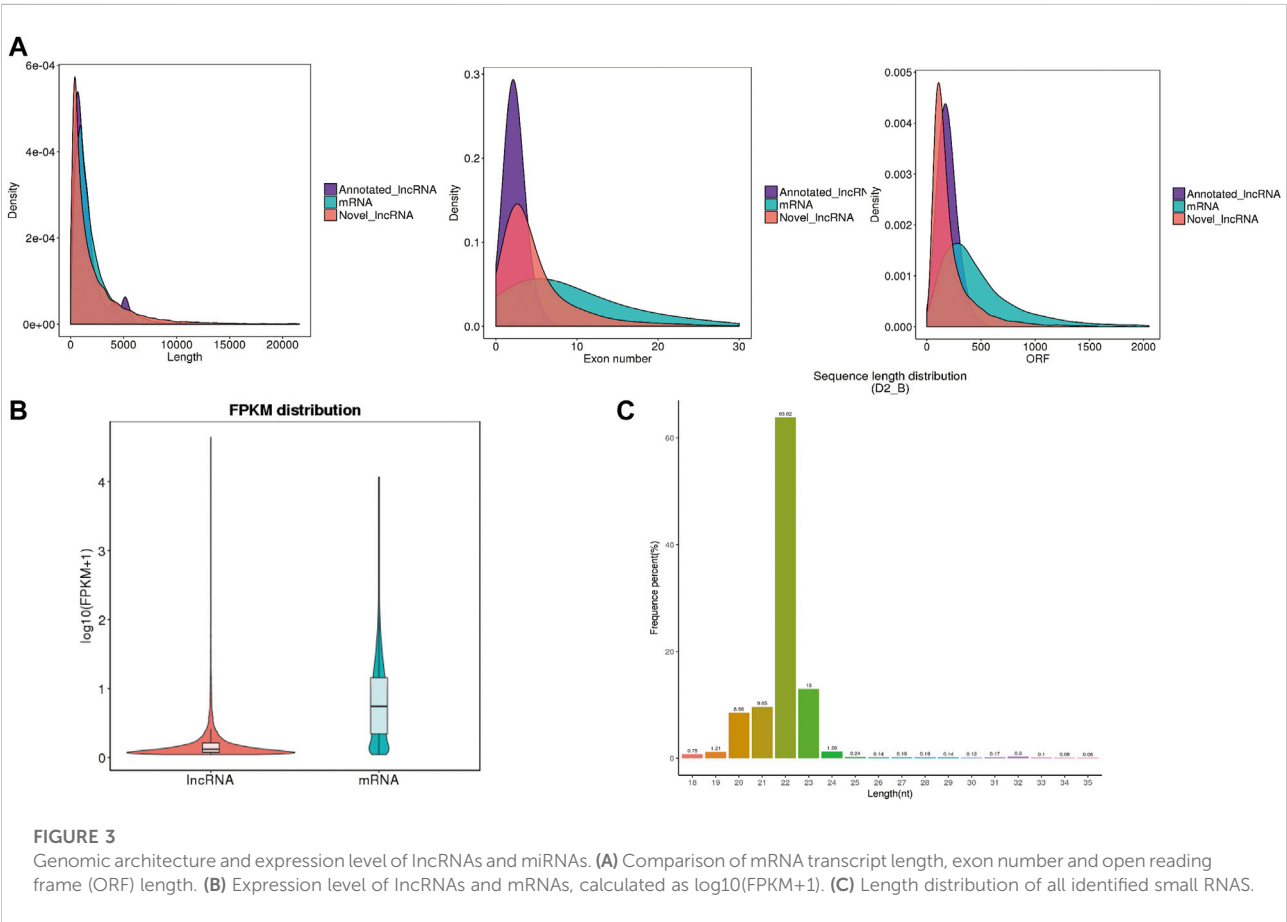 A
6e-04
4e-04
2e-04
0e+00
Density
0
5000
10000
15000
20000
Length
Annotated_lncRNA
mRNA
Novel_lncRNA
0.3
0.2
0.1
0.0
Density
0
10
20
30
Exon number
Annotated_lncRN
mRNA
Novel_lncRNA
0.005
0.004
0.003
0.002
0.001
0.000
Density
0
500
1000
1500
2000
ORF
Annotated_lncRNA
mRNA
Novel_lncRNA
B
FPKM distribution
4
3
2
1
0
log10(FPKM+1)
lncRNA
mRNA
C
Sequence length distribution
(D2_B)
60
40
20
0
Frequence percent(%)
0.75 1.21 8.56 9.65 63.82 13 1.26 0.24 0.14 0.19 0.19 0.14 0.12 0.17 0.3 0.1 0.06 0.06
18 19 20 21 22 23 24 25 26 27 28 29 30 31 32 33 34 35
Length(nt)
FIGURE 3
Genomic architecture and expression level of lncRNAs and miRNAs. (A) Comparison of mRNA transcript length, exon number and open reading
frame (ORF) length. (B) Expression level of lncRNAs and mRNAs, calculated as log10(FPKM+1). (C) Length distribution of all identified small RNAS.